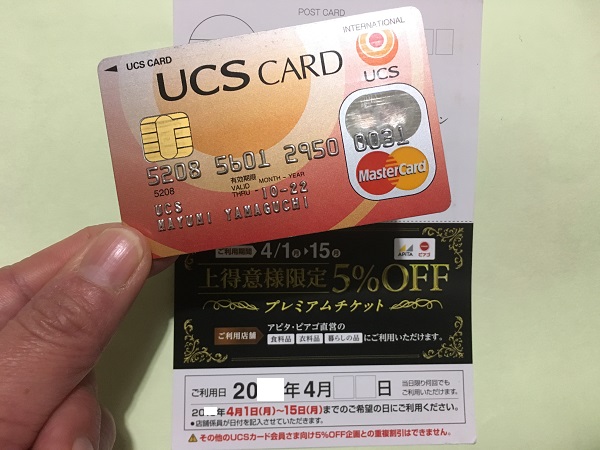 POST CARD
UCS CARD
UCS CARD
INTERNATIONAL
UCS
5208 5601 2950 0031
5208
有効期限
VALID THRU
MONTH - YEAR
10-22
UCS
KAYUMI YAMAGUCHI
MasterCard
ご利用期間 4/1(月)▶15(月)
APITA ピアゴ
上得意様限定 5%OFF
プレミアムチケット
ご利用店舗 アピタ・ピアゴ直営の
食料品 衣料品 暮らしの品 にご利用いただけます。
ご利用日 20 年4月 日 当日限り何回でもご利用いただけます。
20 年4月1日(月)~15日(月)までのご希望の日にご利用ください。
●店舗係員が日付を記入させていただきます。
⚠その他のUCSカード会員さま向け5%OFF企画との重複割引はできません。